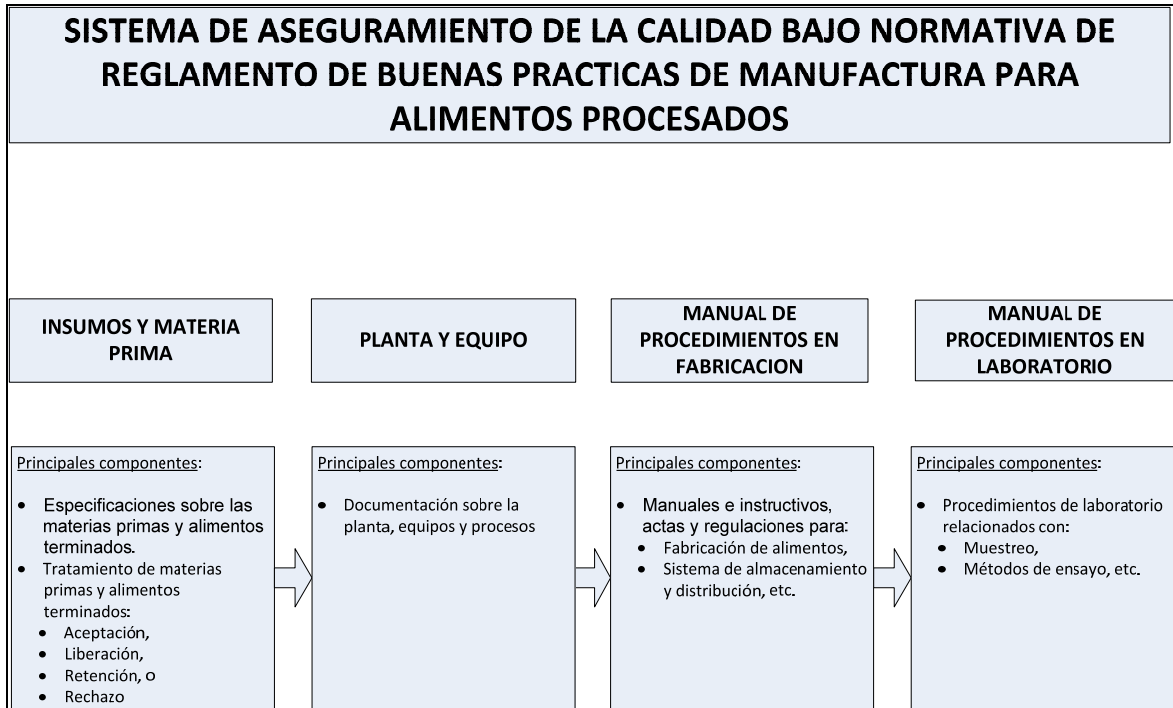 SISTEMA DE ASEGURAMIENTO DE LA CALIDAD BAJO NORMATIVA DE
REGLAMENTO DE BUENAS PRACTICAS DE MANUFACTURA PARA
ALIMENTOS PROCESADOS
INSUMOS Y MATERIA
PRIMA
PLANTA Y EQUIPO
MANUAL DE
PROCEDIMIENTOS EN
FABRICACION
MANUAL DE
PROCEDIMIENTOS EN
LABORATORIO
Principales componentes:
• Especificaciones sobre las
materias primas y alimentos
terminados.
• Tratamiento de materias
primas y alimentos
terminados:
• Aceptación,
• Liberación,
• Retención, o
• Rechazo
Principales componentes:
• Documentación sobre la
planta, equipos y procesos
Principales componentes:
• Manuales e instructivos,
actas y regulaciones para:
• Fabricación de alimentos,
• Sistema de almacenamiento
y distribución, etc.
Principales componentes:
• Procedimientos de laboratorio
relacionados con:
• Muestreo,
• Métodos de ensayo, etc.